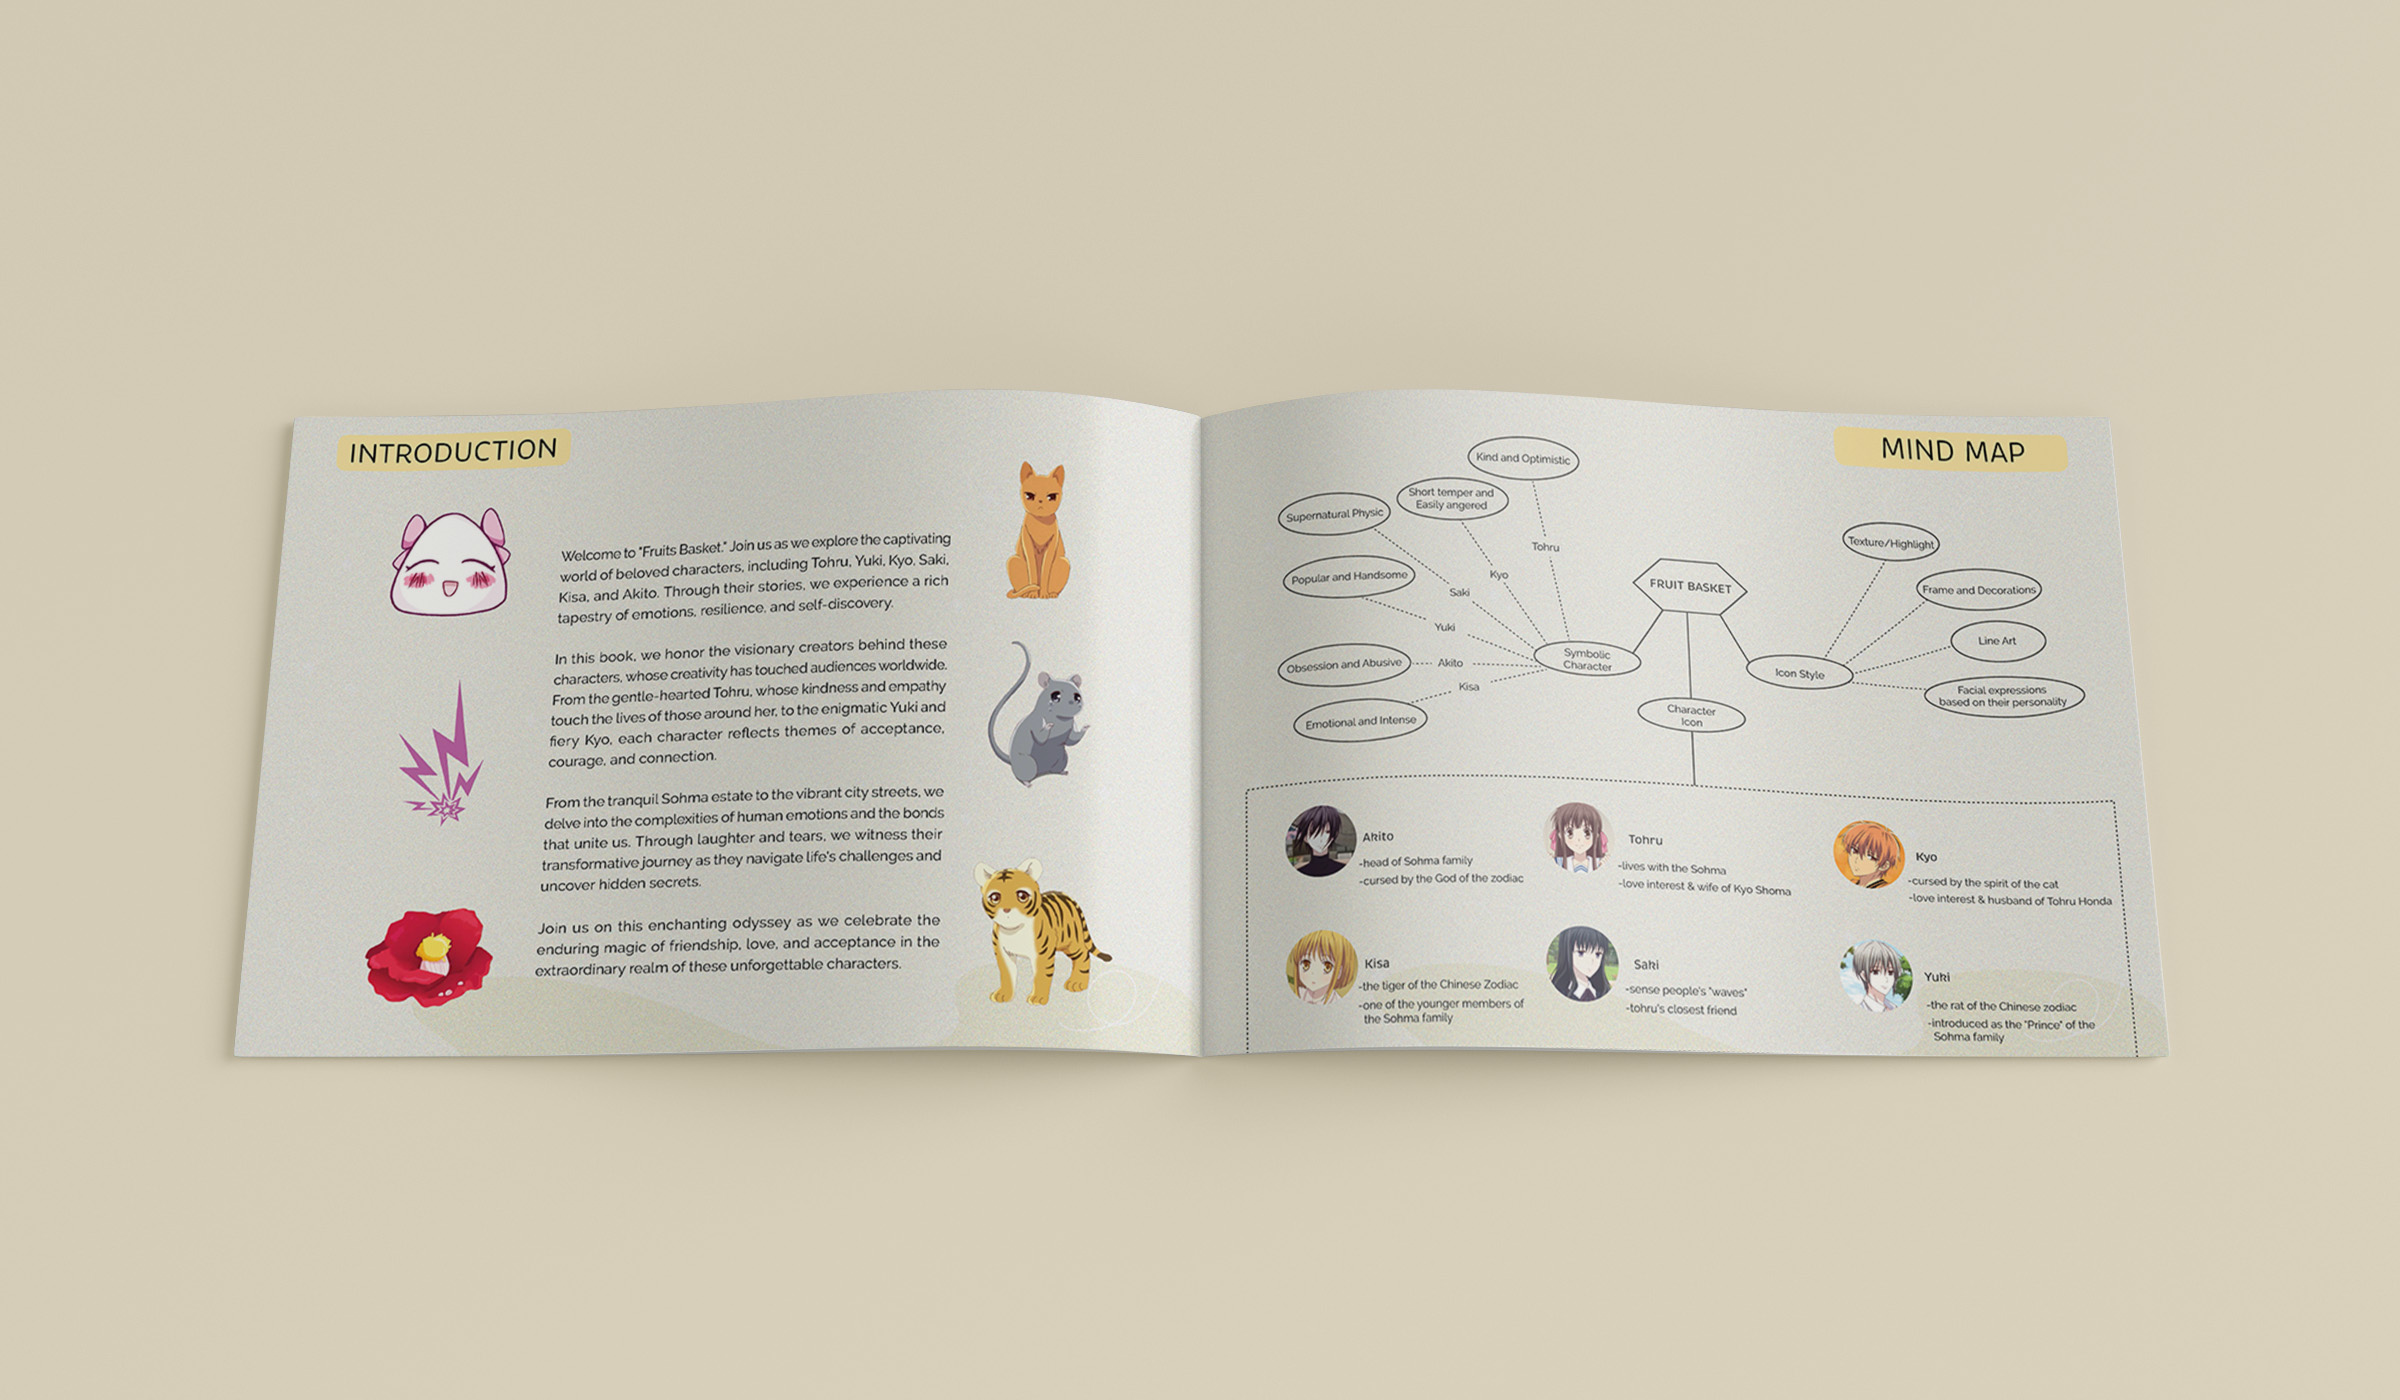 INTRODUCTION
Welcome to "Fruits Basket." Join us as we explore the captivating
world of beloved characters, including Tohru, Yuki, Kyo, Saki,
Kisa, and Akito. Through their stories, we experience a rich
tapestry of emotions, resilience, and self-discovery.
In this book, we honor the visionary creators behind these
characters, whose creativity has touched audiences worldwide.
From the gentle-hearted Tohru, whose kindness and empathy
touch the lives of those around her, to the enigmatic Yuki and
fiery Kyo, each character reflects themes of acceptance,
courage, and connection.
From the tranquil Sohma estate to the vibrant city streets, we
delve into the complexities of human emotions and the bonds
that unite us. Through laughter and tears, we witness their
transformative journey as they navigate life's challenges and
uncover hidden secrets.
Join us on this enchanting odyssey as we celebrate the
enduring magic of friendship, love, and acceptance in the
extraordinary realm of these unforgettable characters.
MIND MAP
Kind and Optimistic
Short temper and
Easily angered
Supernatural Physic
Popular and Handsome
Obsession and Abusive
Emotional and Intense
Tohru
Kyo
Saki
Yuki
Akito
Kisa
Symbolic
Character
FRUIT BASKET
Character
Icon
Icon Style
Texture/Highlight
Frame and Decorations
Line Art
Facial expressions
based on their personality
Akito
-head of Sohma family
-cursed by the God of the zodiac
Tohru
-lives with the Sohma
-love interest & wife of Kyo Shoma
Kyo
-cursed by the spirit of the cat
-love interest & husband of Tohru Honda
Kisa
-the tiger of the Chinese Zodiac
-one of the younger members of
the Sohma family
Saki
-sense people's "waves"
-tohru's closest friend
Yuki
-the rat of the Chinese zodiac
-introduced as the "Prince" of the
Sohma family